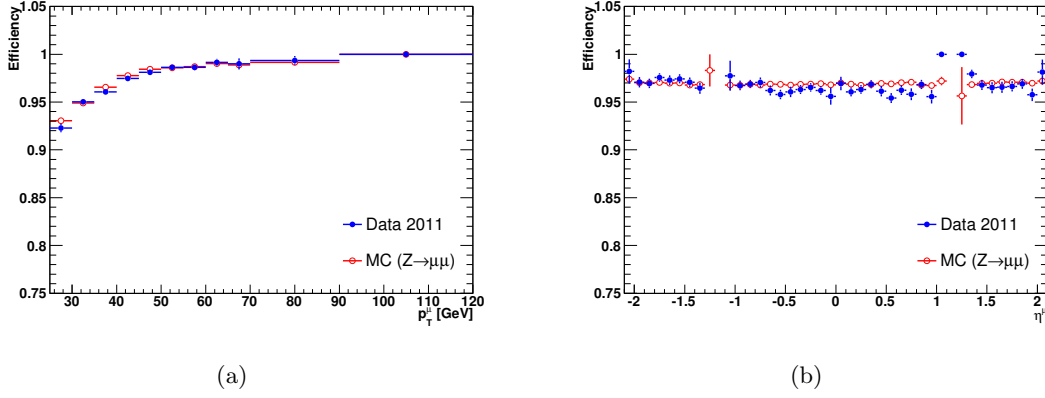 Efficiency
1.05
1
0.95
0.9
0.85
0.8
0.75
Data 2011
MC (Z→μμ)
30 40 50 60 70 80 90 100 110 120
p_T^μ [GeV]
(a)
Efficiency
1.05
1
0.95
0.9
0.85
0.8
0.75
Data 2011
MC (Z→μμ)
-2 -1.5 -1 -0.5 0 0.5 1 1.5 2
η^μ
(b)